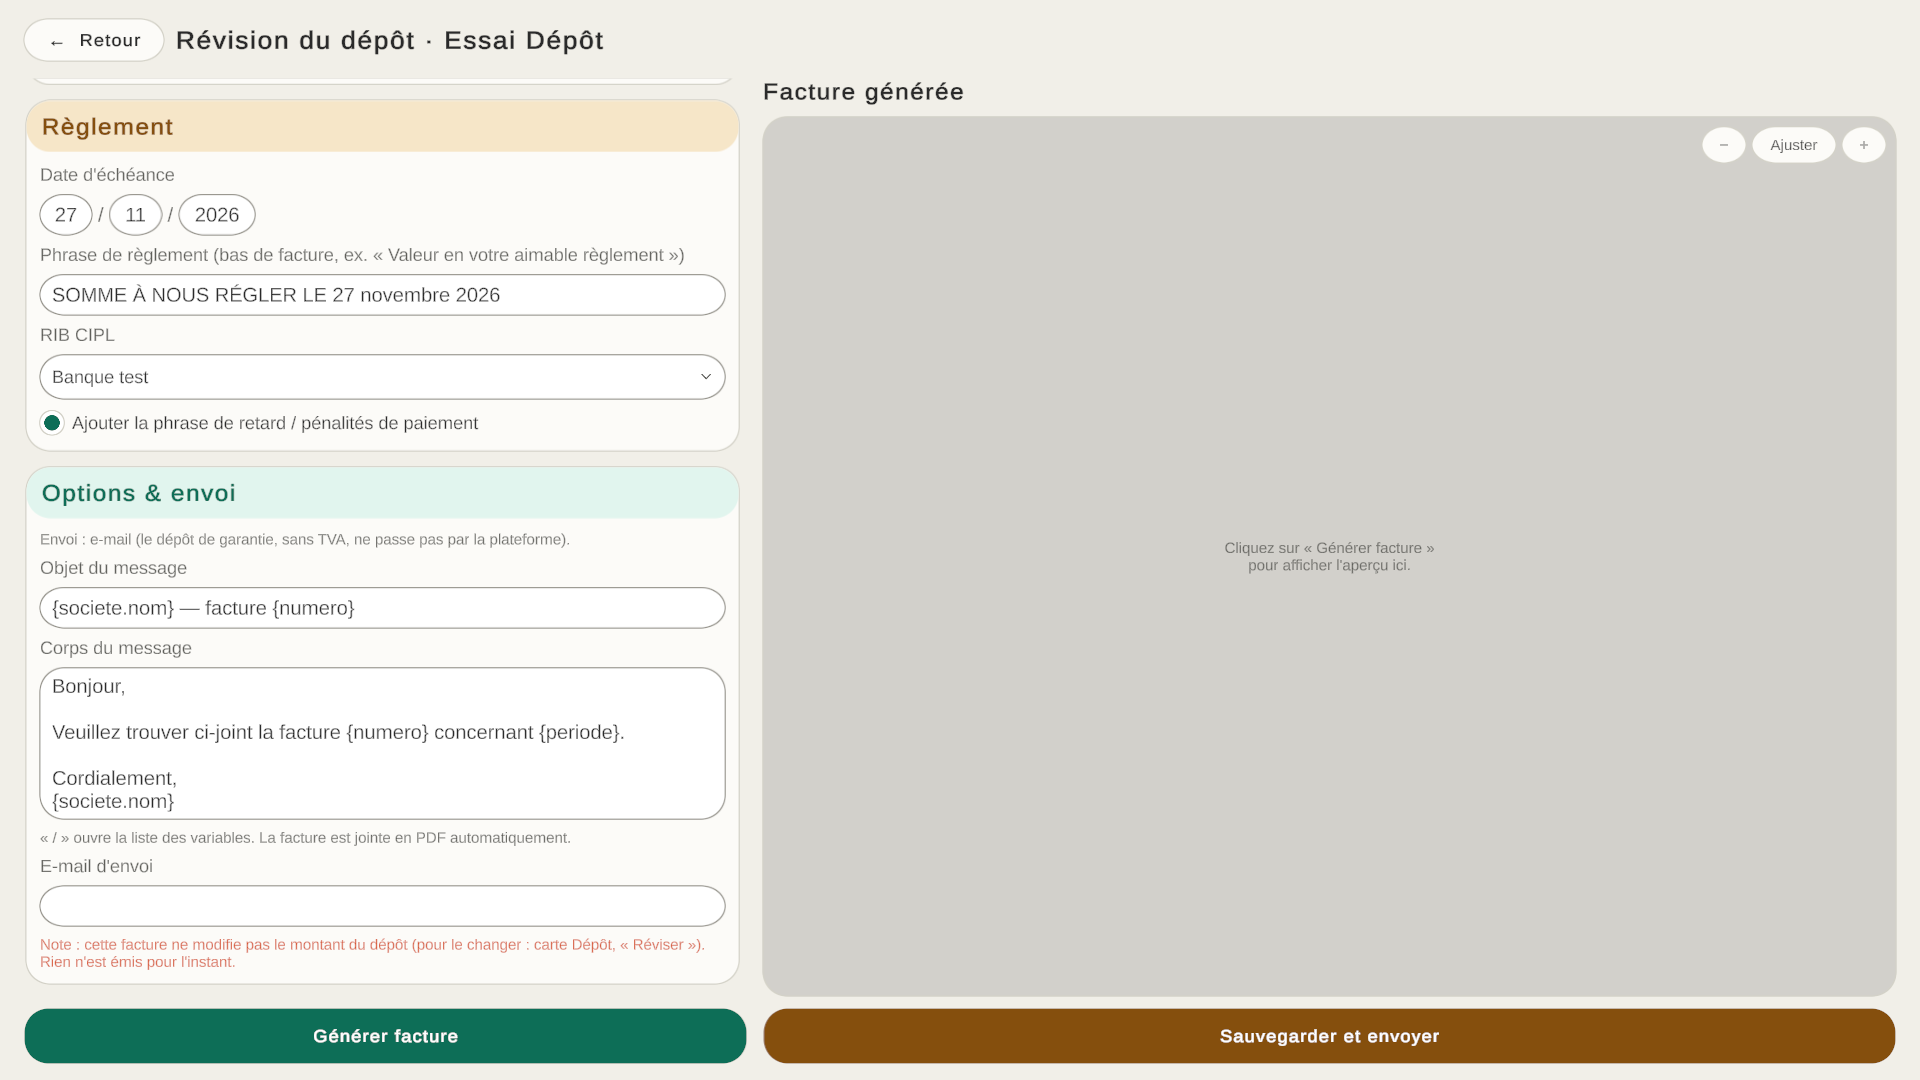 ← Retour
Révision du dépôt · Essai Dépôt
Règlement
Date d'échéance
27 / 11 / 2026
Phrase de règlement (bas de facture, ex. « Valeur en votre aimable règlement »)
SOMME À NOUS RÉGLER LE 27 novembre 2026
RIB CIPL
Banque test
Ajouter la phrase de retard / pénalités de paiement
Options & envoi
Envoi : e-mail (le dépôt de garantie, sans TVA, ne passe pas par la plateforme).
Objet du message
{societe.nom} — facture {numero}
Corps du message
Bonjour,
Veuillez trouver ci-joint la facture {numero} concernant {periode}.
Cordialement,
{societe.nom}
« / » ouvre la liste des variables. La facture est jointe en PDF automatiquement.
E-mail d'envoi
Note : cette facture ne modifie pas le montant du dépôt (pour le changer : carte Dépôt, « Réviser »).
Rien n'est émis pour l'instant.
Générer facture
Facture générée
− Ajuster +
Cliquez sur « Générer facture »
pour afficher l'aperçu ici.
Sauvegarder et envoyer